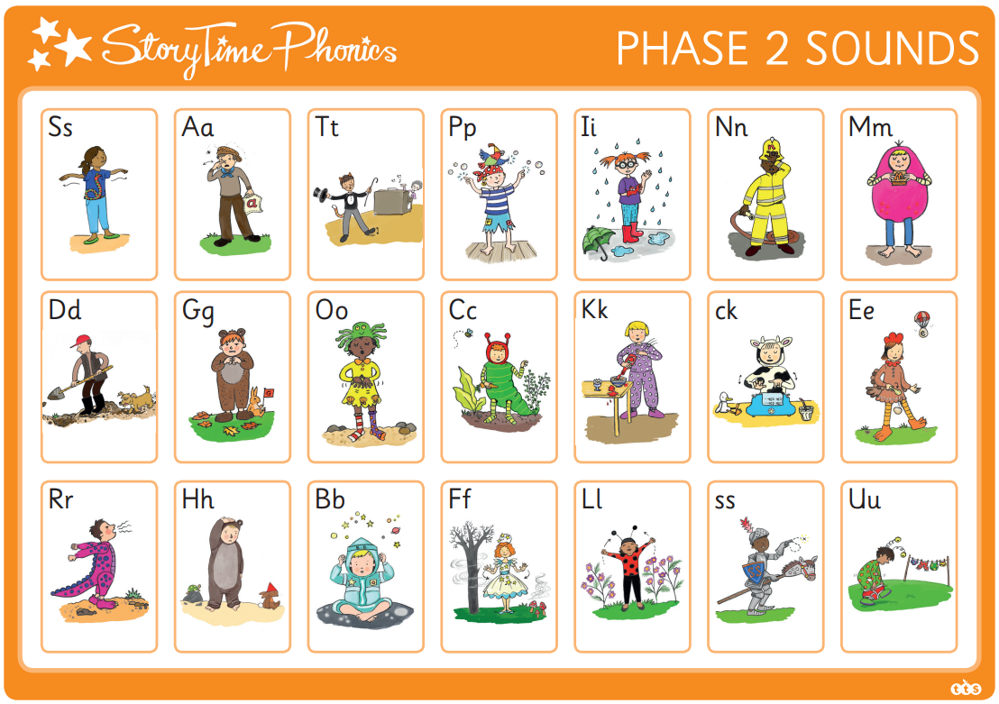 StoryTime Phonics
PHASE 2 SOUNDS
Ss Aa Tt Pp Ii Nn Mm
a
Dd Gg Oo Cc Kk ck Ee
G
e
Rr Hh Bb Ff Ll ss Uu
tts